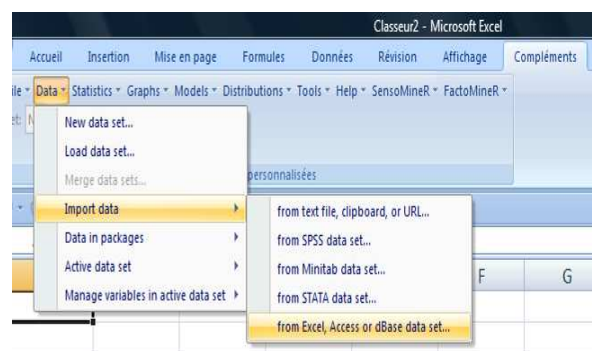 Classeur2 - Microsoft Excel
Accueil Insertion Mise en page Formules Données Révision Affichage Compléments
Data Statistics Graphs Models Distributions Tools Help SensoMineR FactoMineR
New data set...
Load data set...
Merge data sets...
personnalisées
Import data
from text file, clipboard, or URL...
Data in packages
from SPSS data set...
Active data set
from Minitab data set...
Manage variables in active data set
from STATA data set...
from Excel, Access or dBase data set...
F G